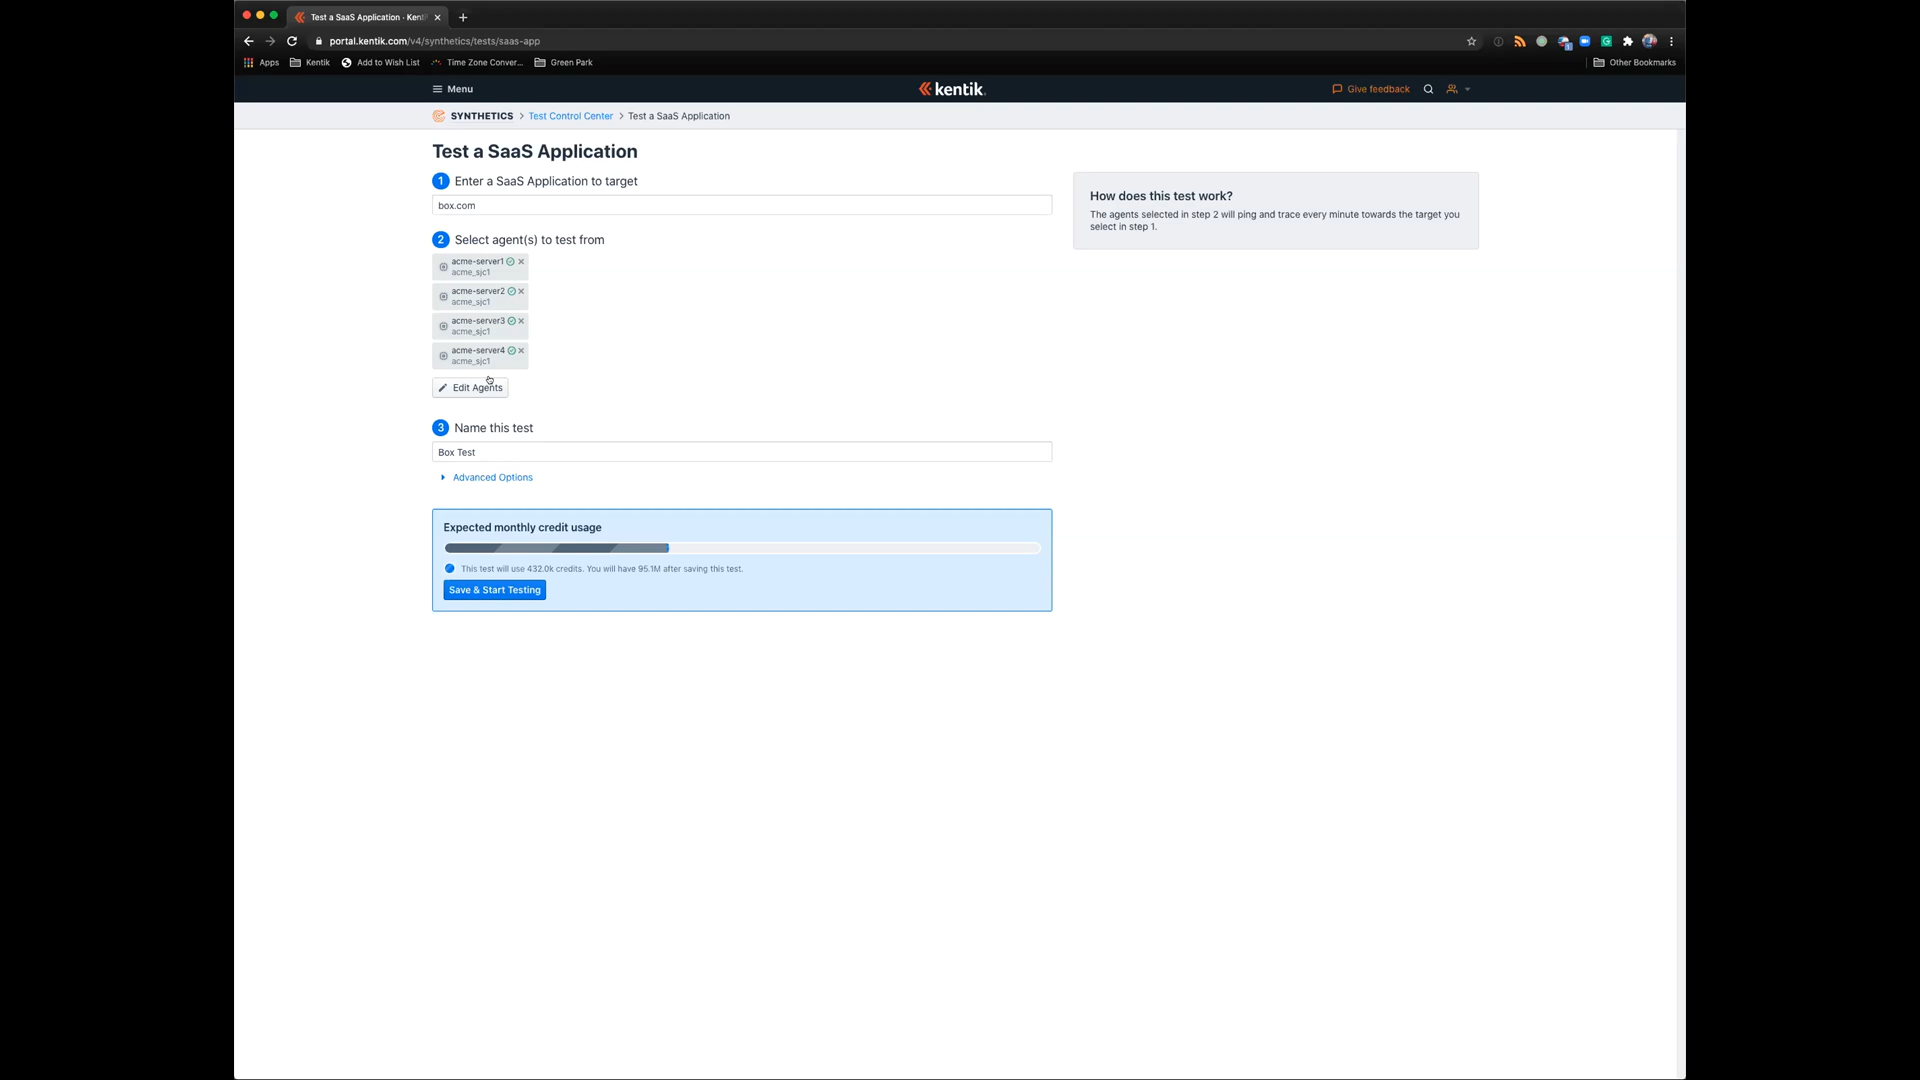 Test a SaaS Application - Kenti
portal.kentik.com/v4/synthetics/tests/saas-app
Apps Kentik Add to Wish List Time Zone Conver... Green Park Other Bookmarks
Menu kentik. Give feedback
SYNTHETICS > Test Control Center > Test a SaaS Application
Test a SaaS Application
1 Enter a SaaS Application to target
box.com
How does this test work?
The agents selected in step 2 will ping and trace every minute towards the target you
select in step 1.
2 Select agent(s) to test from
acme-server1
acme_sjc1
acme-server2
acme_sjc1
acme-server3
acme_sjc1
acme-server4
acme_sjc1
Edit Agents
3 Name this test
Box Test
Advanced Options
Expected monthly credit usage
This test will use 432.0k credits. You will have 95.1M after saving this test.
Save & Start Testing